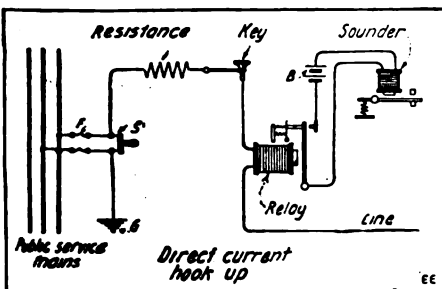 Resistance
Key
Sounder
B
F
S
G
Relay
Line
Public service
mains
Direct current
hook up
EE